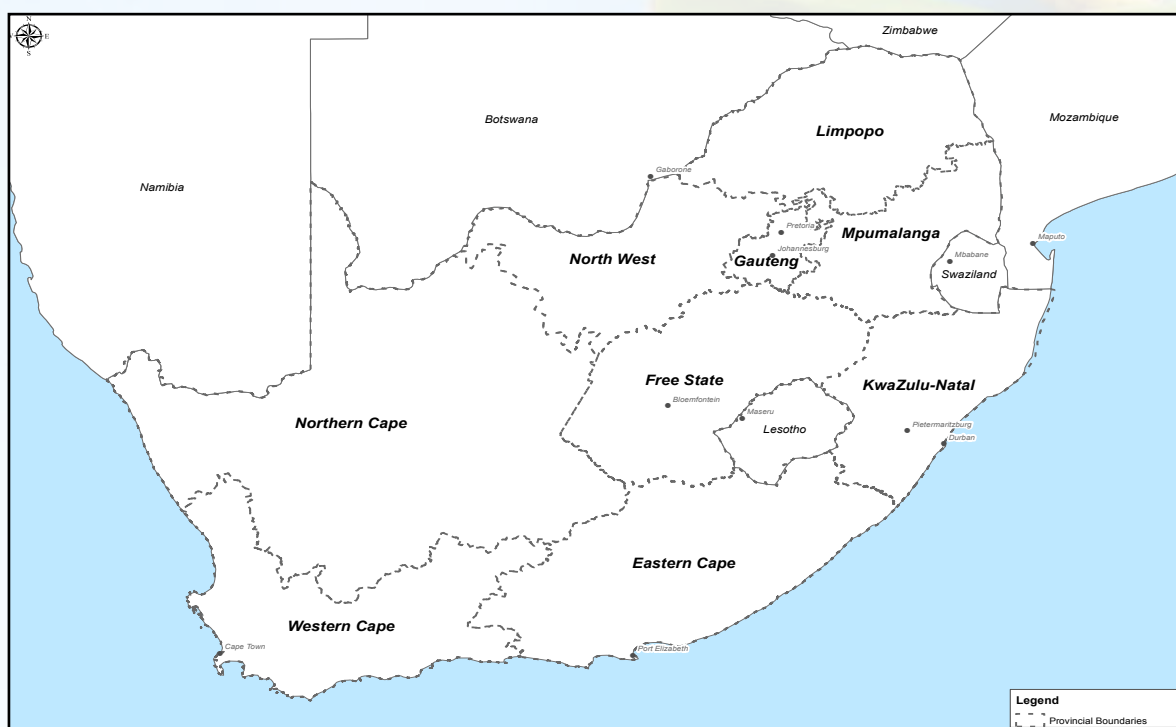 N
E
S
Zimbabwe
Mozambique
Botswana
Limpopo
Gaborone
Namibia
Pretoria
Mpumalanga
Maputo
Johannesburg
North West
Gauteng
Mbabane
Swaziland
Free State
KwaZulu-Natal
Bloemfontein
Maseru
Northern Cape
Lesotho
Pietermaritzburg
Durban
Eastern Cape
Western Cape
Cape Town
Port Elizabeth
Legend
Provincial Boundaries